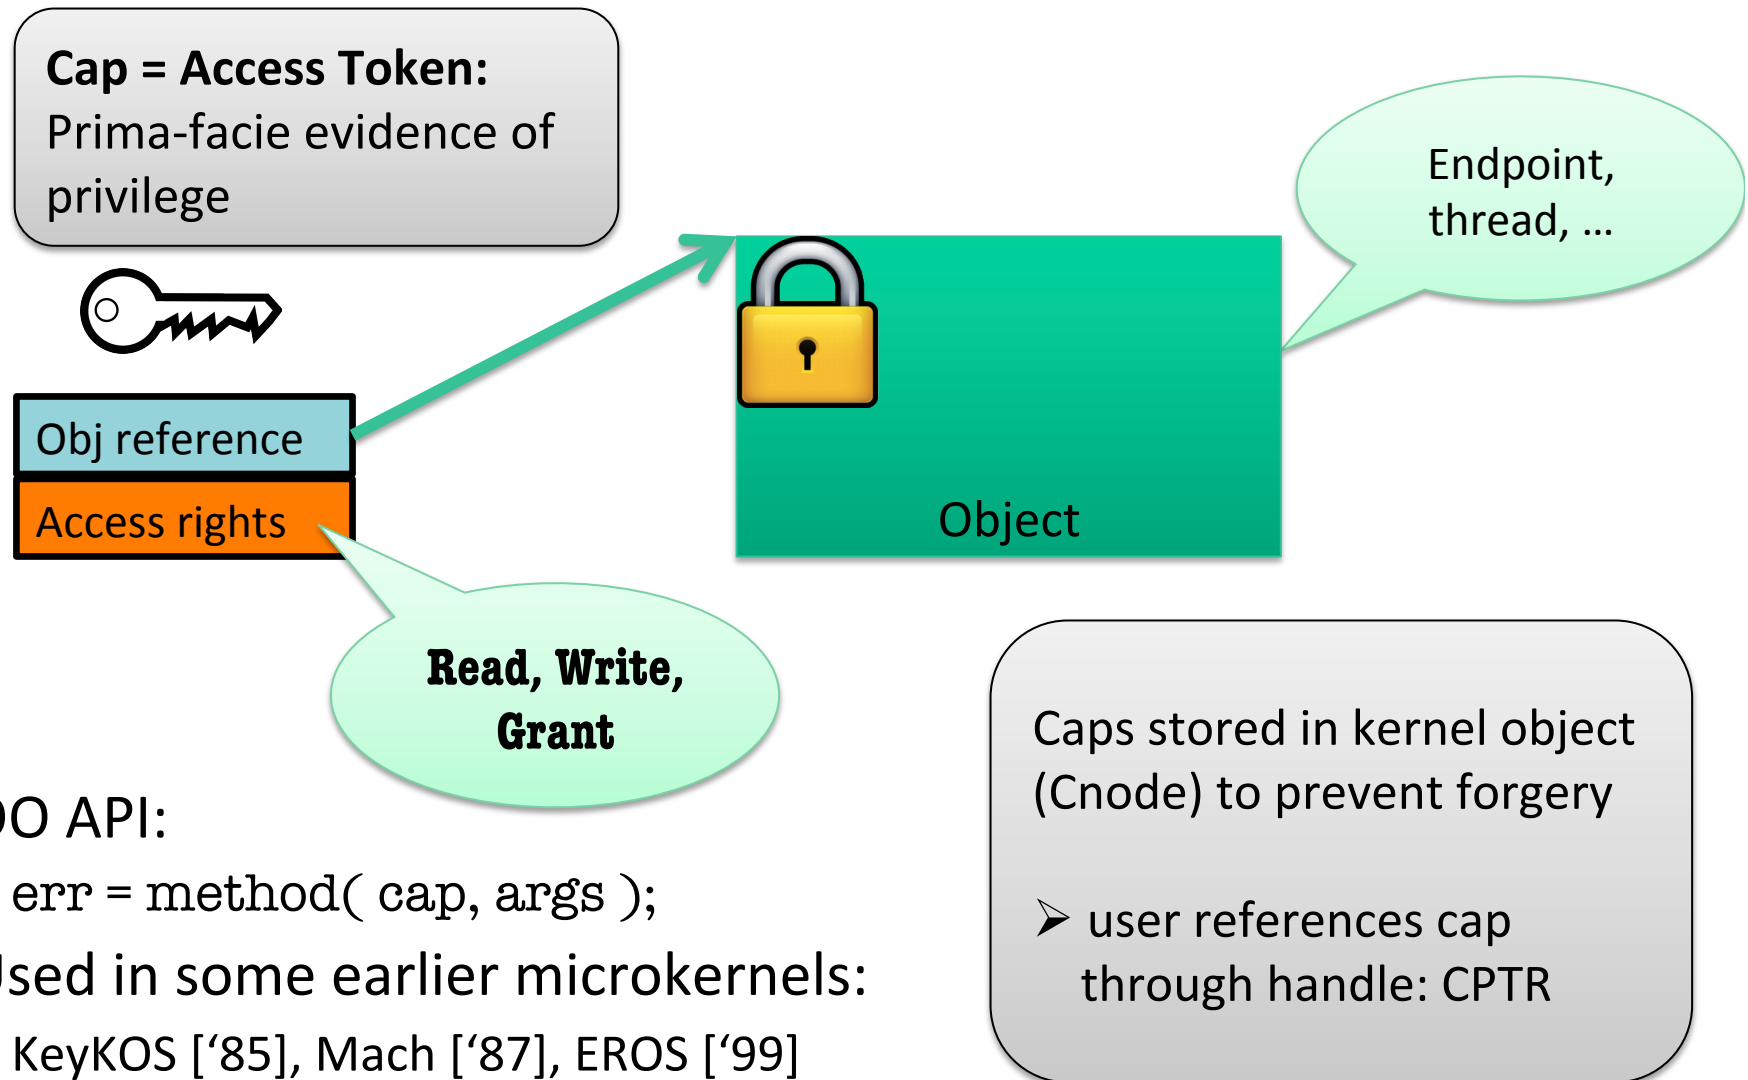 Cap = Access Token:
Prima-facie evidence of
privilege
Endpoint,
thread, ...
Obj reference
Access rights
Object
Read, Write,
Grant
Caps stored in kernel object
(Cnode) to prevent forgery
➢ user references cap
through handle: CPTR
OO API:
err = method( cap, args );
Used in some earlier microkernels:
KeyKOS [‘85], Mach [‘87], EROS [‘99]